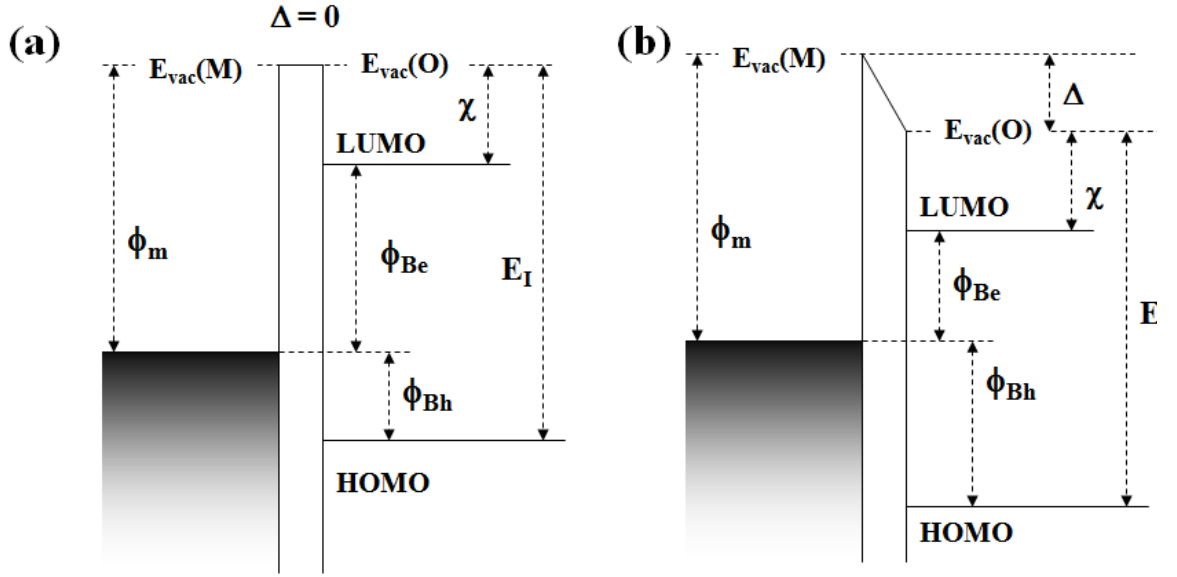 (a)
Δ = 0
E_vac(M)
E_vac(O)
χ
LUMO
ϕ_m
ϕ_Be
E_I
ϕ_Bh
HOMO
(b)
E_vac(M)
Δ
E_vac(O)
χ
LUMO
ϕ_m
ϕ_Be
E
ϕ_Bh
HOMO